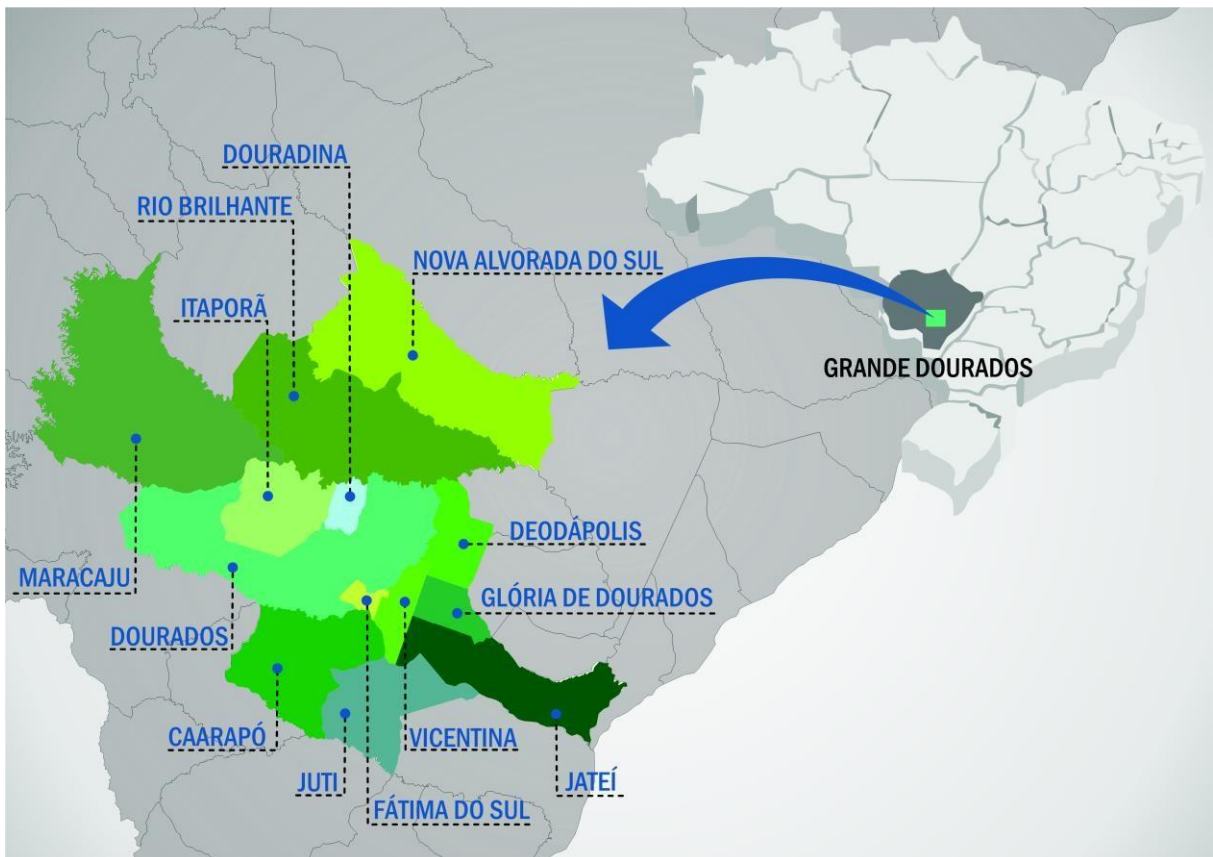 DOURADINA
RIO BRILHANTE
NOVA ALVORADA DO SUL
ITAPORÃ
GRANDE DOURADOS
DEODÁPOLIS
MARACAJU
GLÓRIA DE DOURADOS
DOURADOS
CAARAPÓ
VICENTINA
JUTI
JATEÍ
FÁTIMA DO SUL